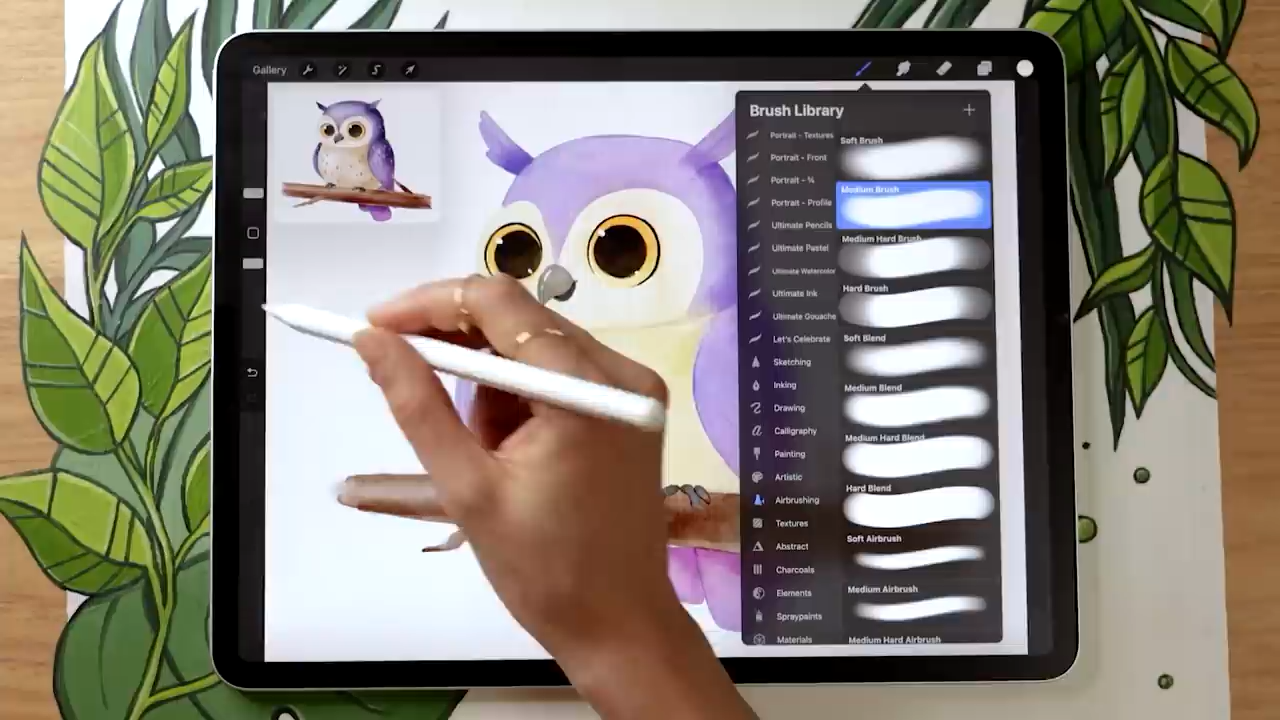 Gallery
Brush Library
Portrait - Textures
Portrait - Front
Portrait - ¾
Portrait - Profile
Ultimate Pencils
Ultimate Pastel
Ultimate Watercolor
Ultimate Ink
Ultimate Gouache
Let's Celebrate
Sketching
Inking
Drawing
Calligraphy
Painting
Artistic
Airbrushing
Textures
Abstract
Charcoals
Elements
Spraypaints
Materials
Soft Brush
Medium Brush
Medium Hard Brush
Hard Brush
Soft Blend
Medium Blend
Medium Hard Blend
Hard Blend
Soft Airbrush
Medium Airbrush
Medium Hard Airbrush